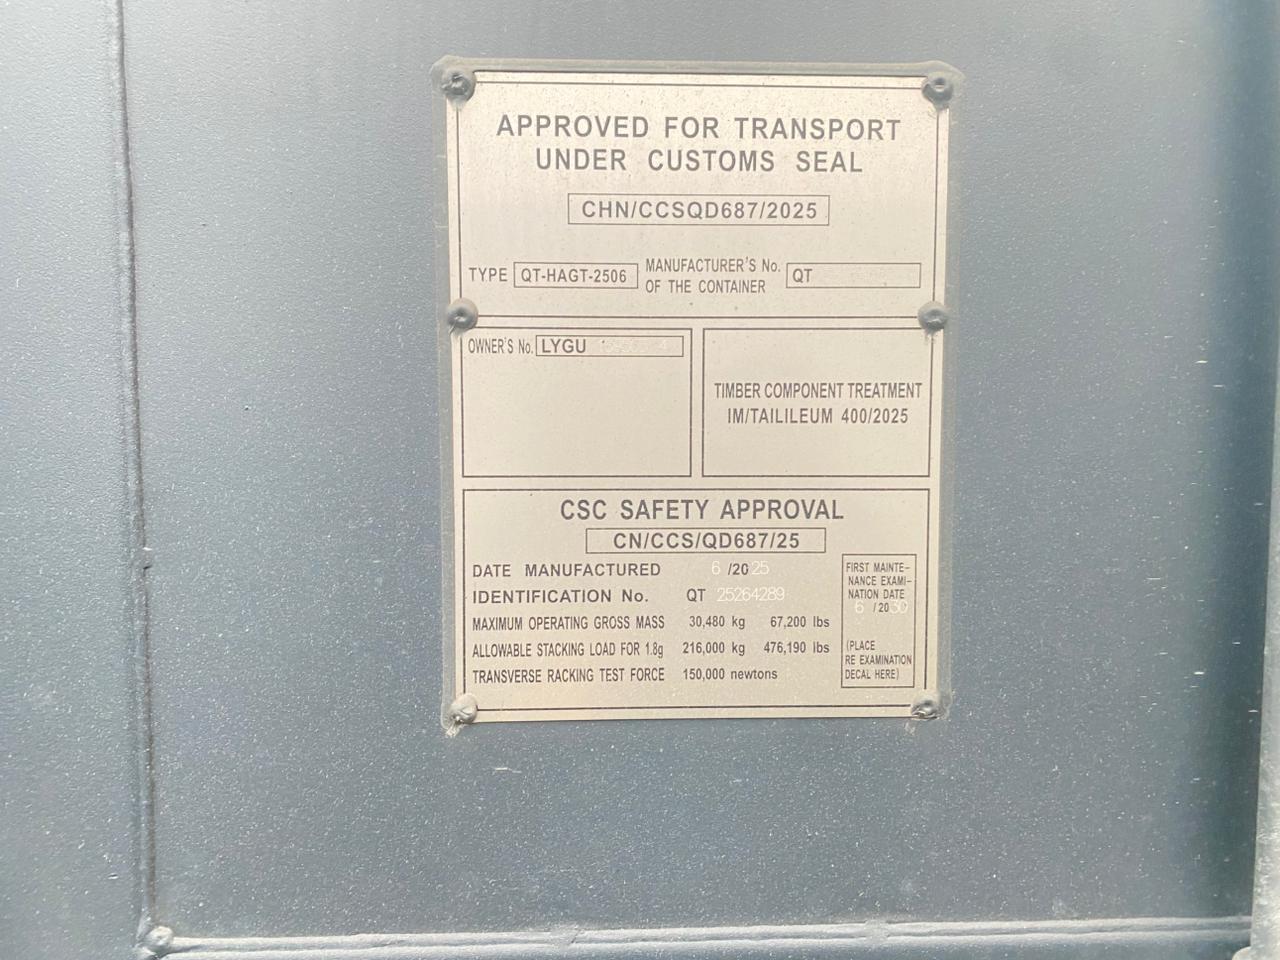 APPROVED FOR TRANSPORT
UNDER CUSTOMS SEAL
CHN/CCSQD687/2025
TYPE QT-HAGT-2506 MANUFACTURER'S No. OF THE CONTAINER QT
OWNER'S No. LYGU
TIMBER COMPONENT TREATMENT
IM/TAILILEUM 400/2025
CSC SAFETY APPROVAL
CN/CCS/QD687/25
DATE MANUFACTURED 6 /2025
IDENTIFICATION No. QT 25264289
MAXIMUM OPERATING GROSS MASS 30,480 kg 67,200 lbs
ALLOWABLE STACKING LOAD FOR 1.8g 216,000 kg 476,190 lbs
TRANSVERSE RACKING TEST FORCE 150,000 newtons
FIRST MAINTE-
NANCE EXAMI-
NATION DATE
6 /2030
(PLACE
RE EXAMINATION
DECAL HERE)